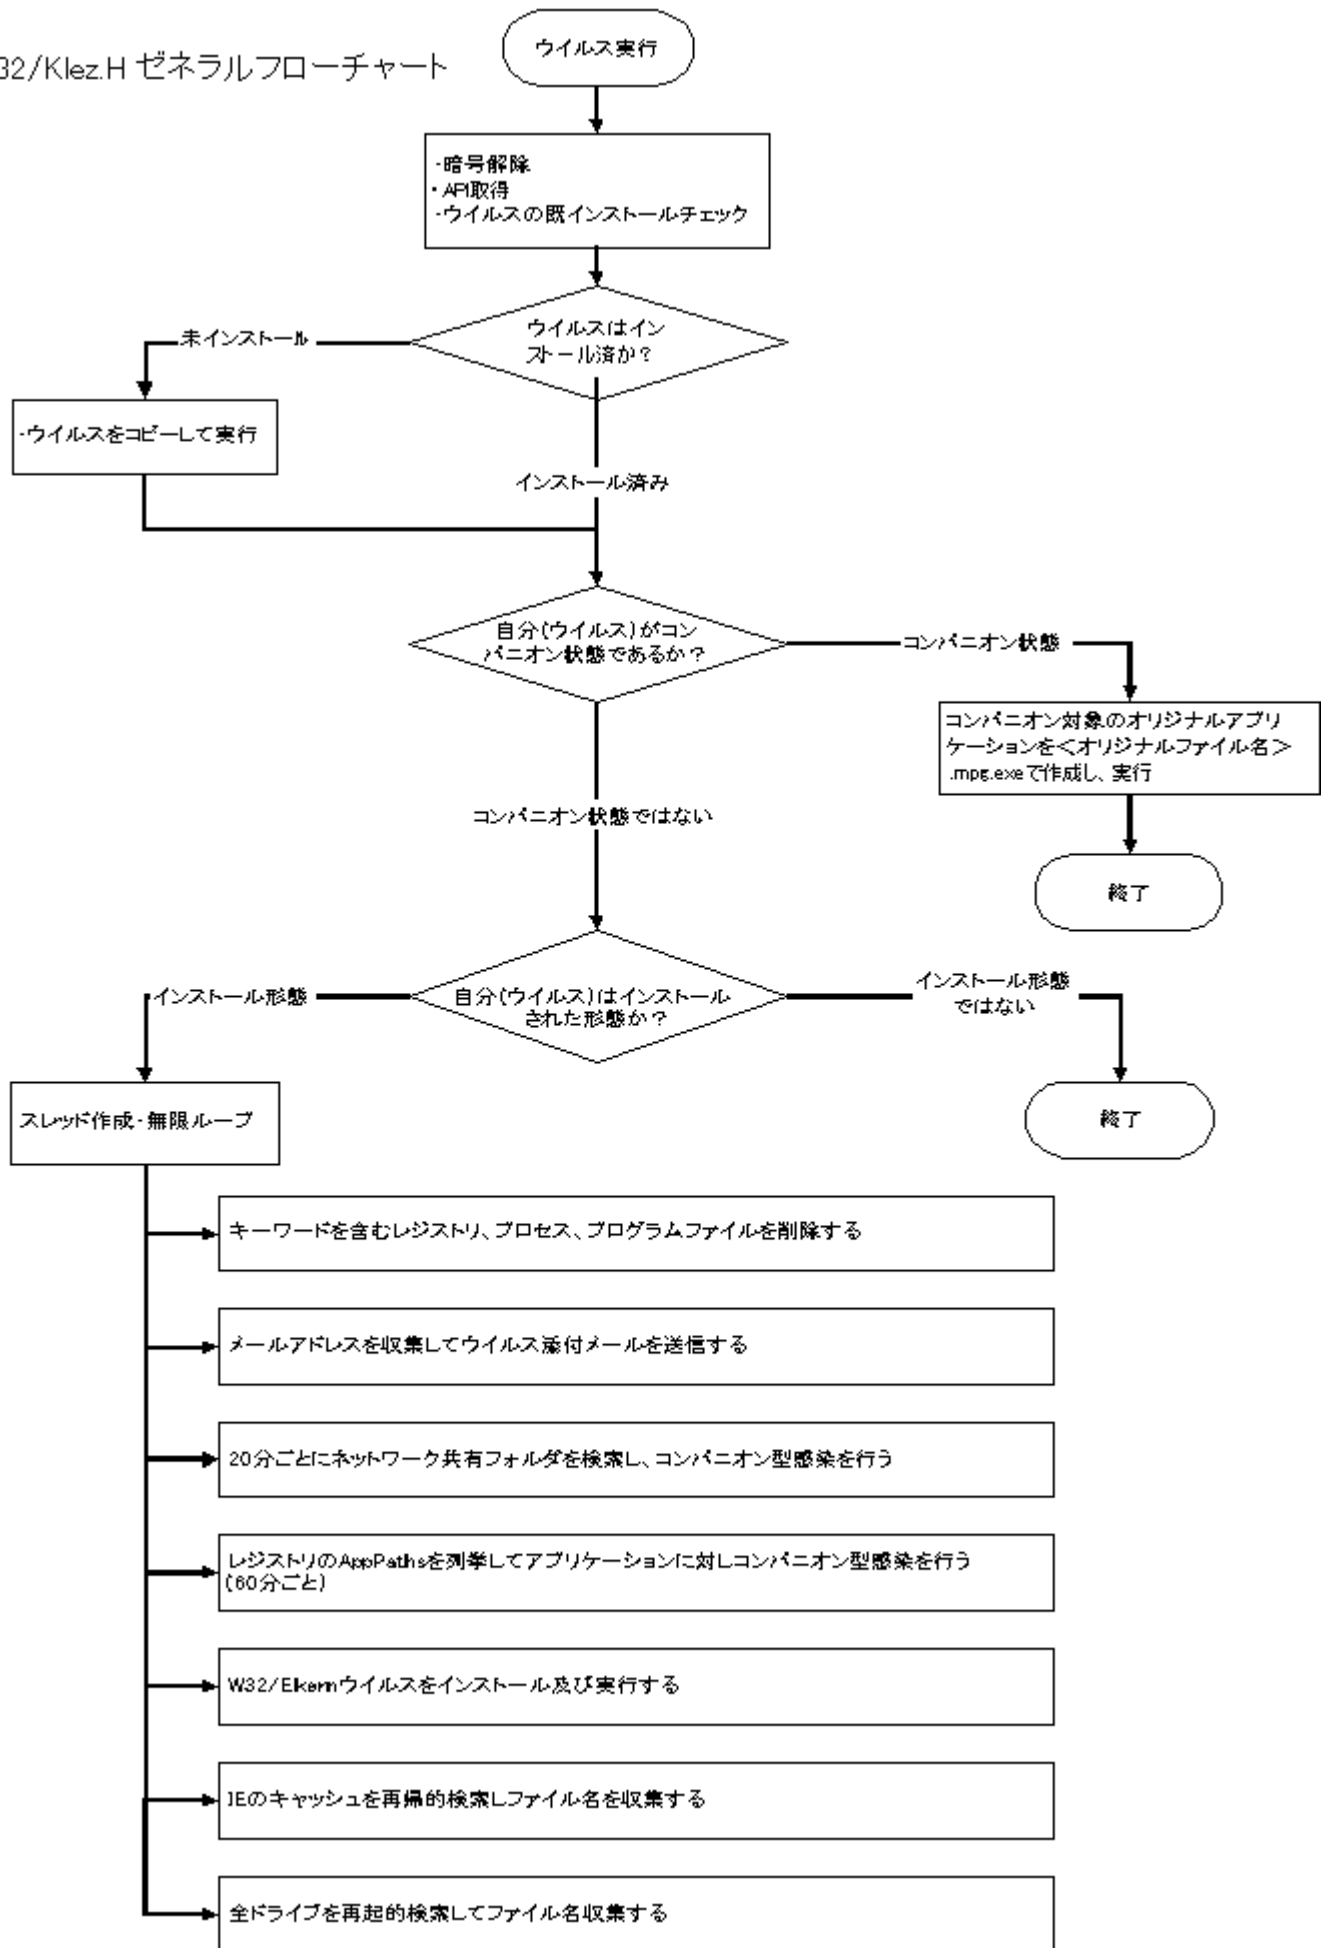 32/Klez.H ゼネラルフローチャート
ウイルス実行
・暗号解除
・API取得
・ウイルスの既インストールチェック
ウイルスはイン
ストール済か？
未インストール
・ウイルスをコピーして実行
インストール済み
自分(ウイルス)がコン
パニオン状態であるか？
コンパニオン状態
コンパニオン対象のオリジナルアプリ
ケーションを＜オリジナルファイル名＞
.mpg.exeで作成し、実行
コンパニオン状態ではない
終了
自分(ウイルス)はインストール
された形態か？
インストール形態
インストール形態
ではない
スレッド作成・無限ループ
終了
キーワードを含むレジストリ、プロセス、プログラムファイルを削除する
メールアドレスを収集してウイルス添付メールを送信する
20分ごとにネットワーク共有フォルダを検索し、コンパニオン型感染を行う
レジストリのAppPathsを列挙してアプリケーションに対しコンパニオン型感染を行う
(60分ごと)
W32/Elkernウイルスをインストール及び実行する
IEのキャッシュを再帰的検索しファイル名を収集する
全ドライブを再起的検索してファイル名収集する